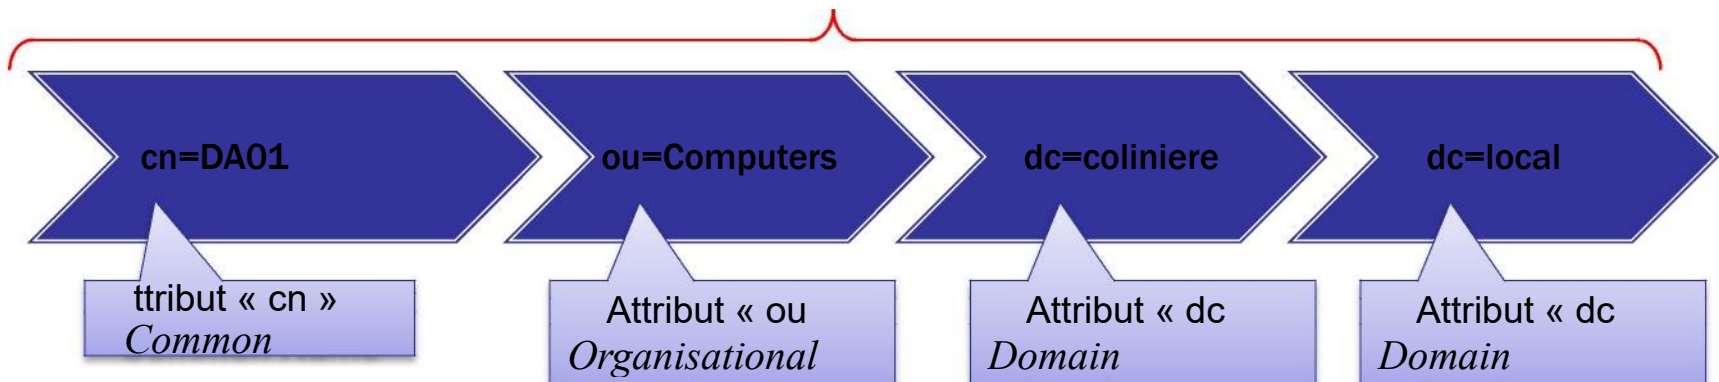 cn=DA01
ou=Computers
dc=coliniere
dc=local
ttribut « cn »
Common
Attribut « ou
Organisational
Attribut « dc
Domain
Attribut « dc
Domain